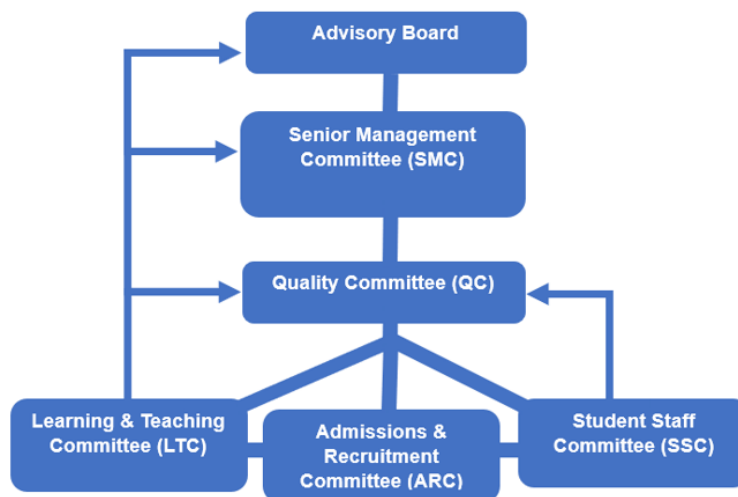 Advisory Board
Senior Management
Committee (SMC)
Quality Committee (QC)
Learning & Teaching
Committee (LTC)
Admissions &
Recruitment
Committee (ARC)
Student Staff
Committee (SSC)